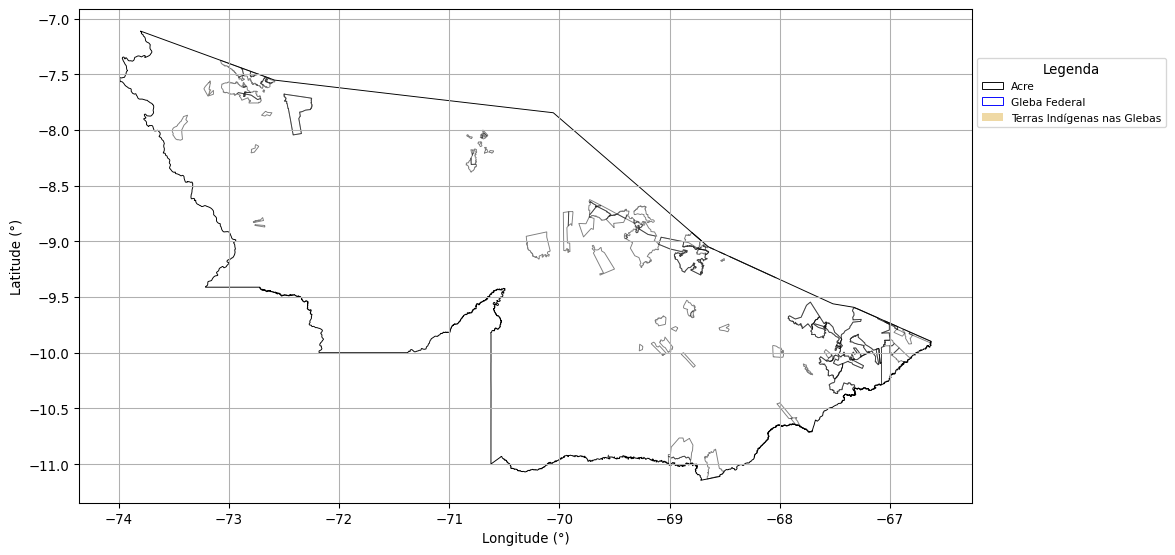 −7.0
−7.5
−8.0
−8.5
−9.0
−9.5
−10.0
−10.5
−11.0
Latitude (°)
−74 −73 −72 −71 −70 −69 −68 −67
Longitude (°)
Legenda
Acre
Gleba Federal
Terras Indígenas nas Glebas